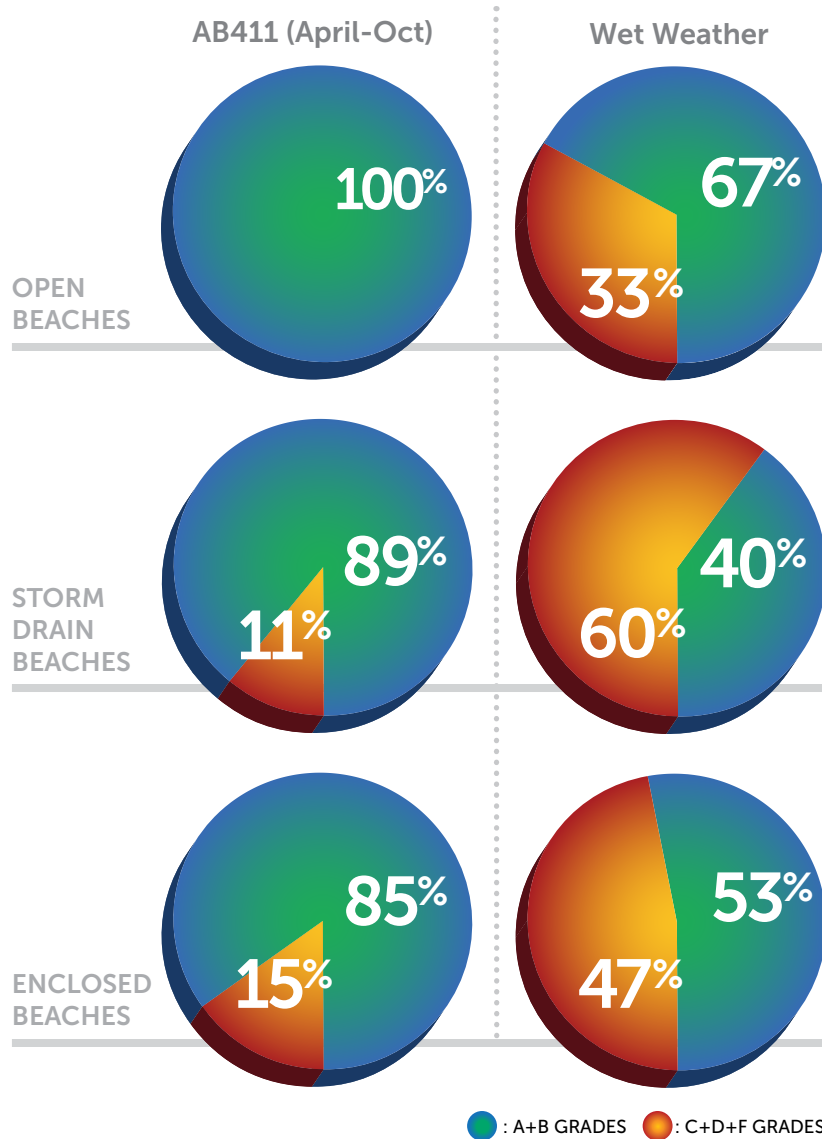 AB411 (April-Oct)
Wet Weather
100%
67%
33%
OPEN
BEACHES
89%
11%
40%
60%
STORM
DRAIN
BEACHES
85%
15%
53%
47%
ENCLOSED
BEACHES
: A+B GRADES : C+D+F GRADES